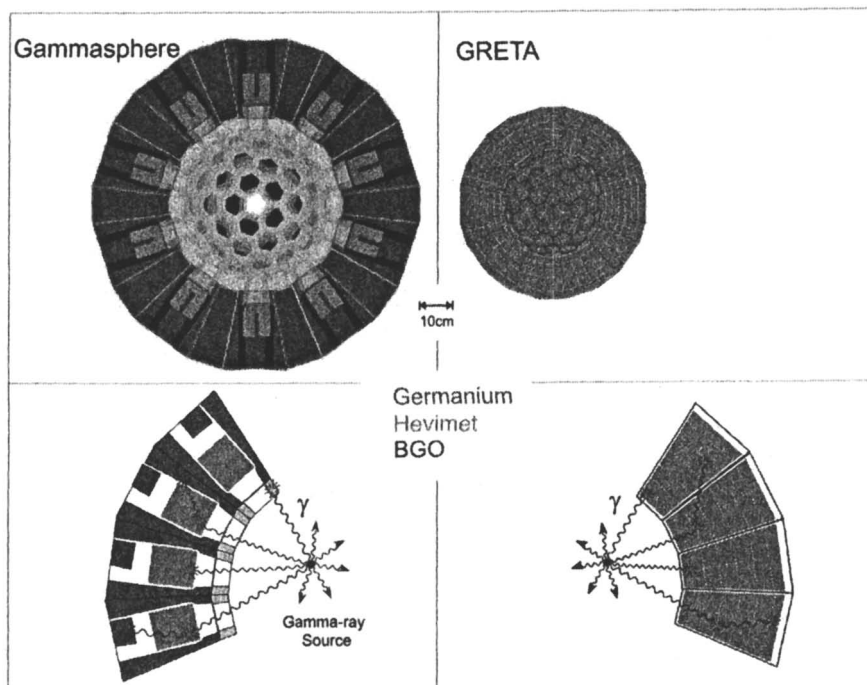 Gammasphere
GRETA
10cm
Germanium
Hevimet
BGO
γ
Gamma-ray
Source
γ